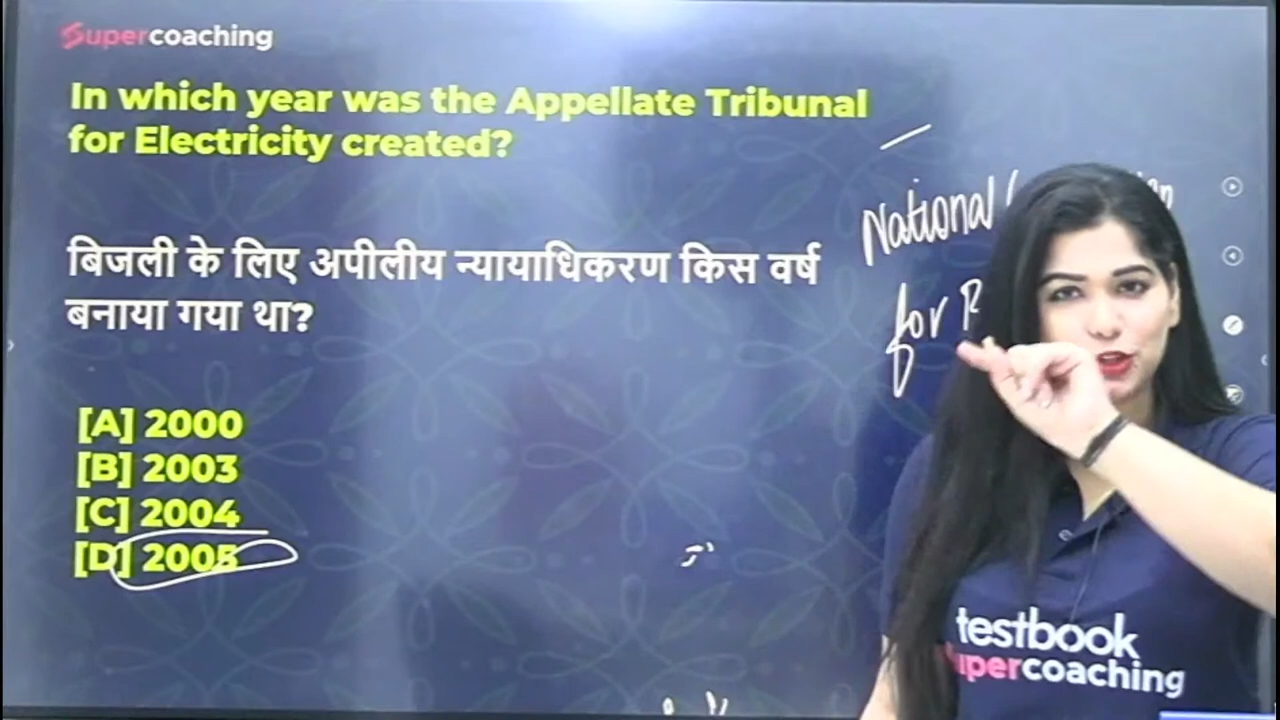 Supercoaching
In which year was the Appellate Tribunal
for Electricity created?
बिजली के लिए अपीलीय न्यायाधिकरण किस वर्ष
बनाया गया था?
[A] 2000
[B] 2003
[C] 2004
[D] 2005
National
for
testbook
supercoaching